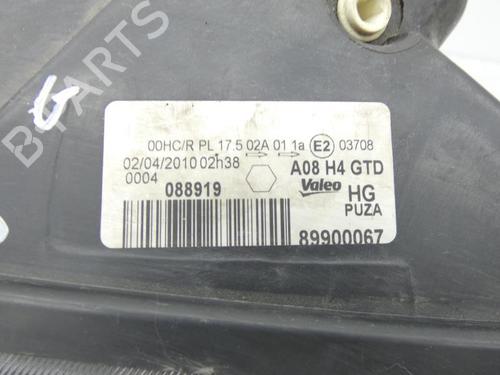 G
B PARTS
00HC/R PL 17.5 02A 01 1a E2 03708
02/04/2010 02h38 A08 H4 GTD
0004
088919 Valeo HG
PUZA
89900067